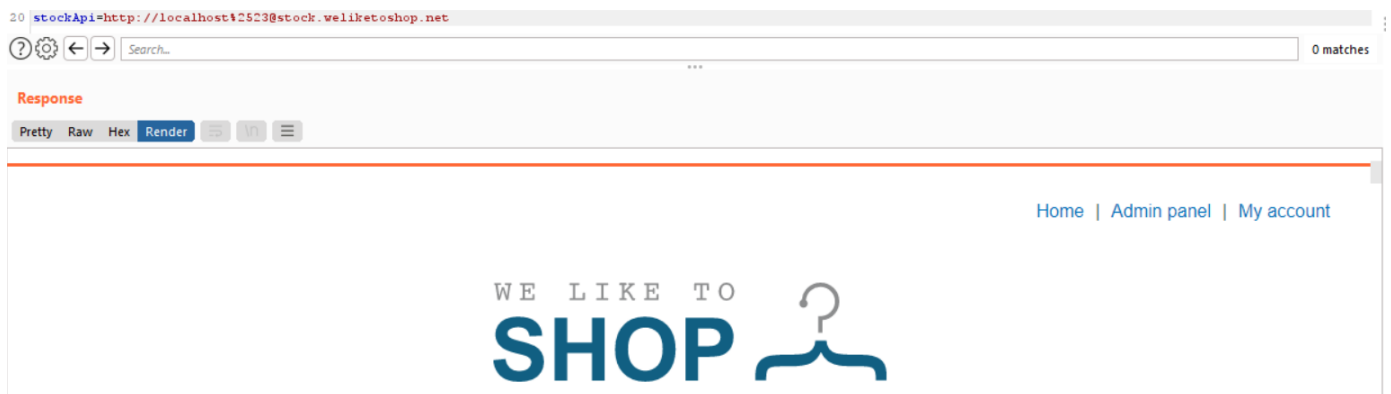 20 stockApi=http://localhost%2523@stock.weliketoshop.net
? Search... 0 matches
Response
Pretty Raw Hex Render \n
Home | Admin panel | My account
WE LIKE TO
SHOP